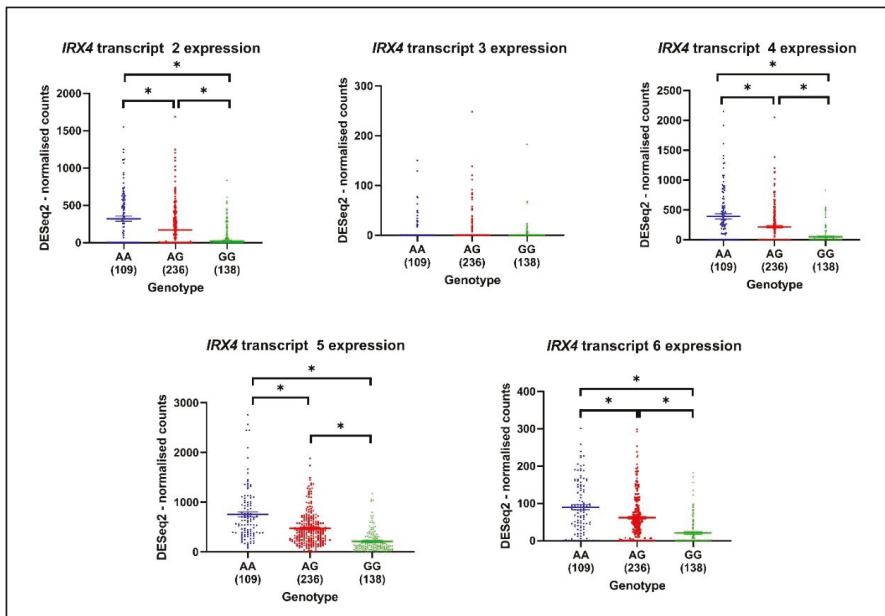 IRX4 transcript 2 expression
*
* *
DESeq2 - normalised counts
2000
1500
1000
500
0
AA AG GG
(109) (236) (138)
Genotype
IRX4 transcript 3 expression
DESeq2 - normalised counts
300
200
100
0
AA AG GG
(109) (236) (138)
Genotype
IRX4 transcript 4 expression
*
* *
DESeq2 - normalised counts
2500
2000
1500
1000
500
0
AA AG GG
(109) (236) (138)
Genotype
IRX4 transcript 5 expression
*
*
*
DESeq2 - normalised counts
3000
2000
1000
0
AA AG GG
(109) (236) (138)
Genotype
IRX4 transcript 6 expression
*
* *
DESeq2 - normalised counts
400
300
200
100
0
AA AG GG
(109) (236) (138)
Genotype